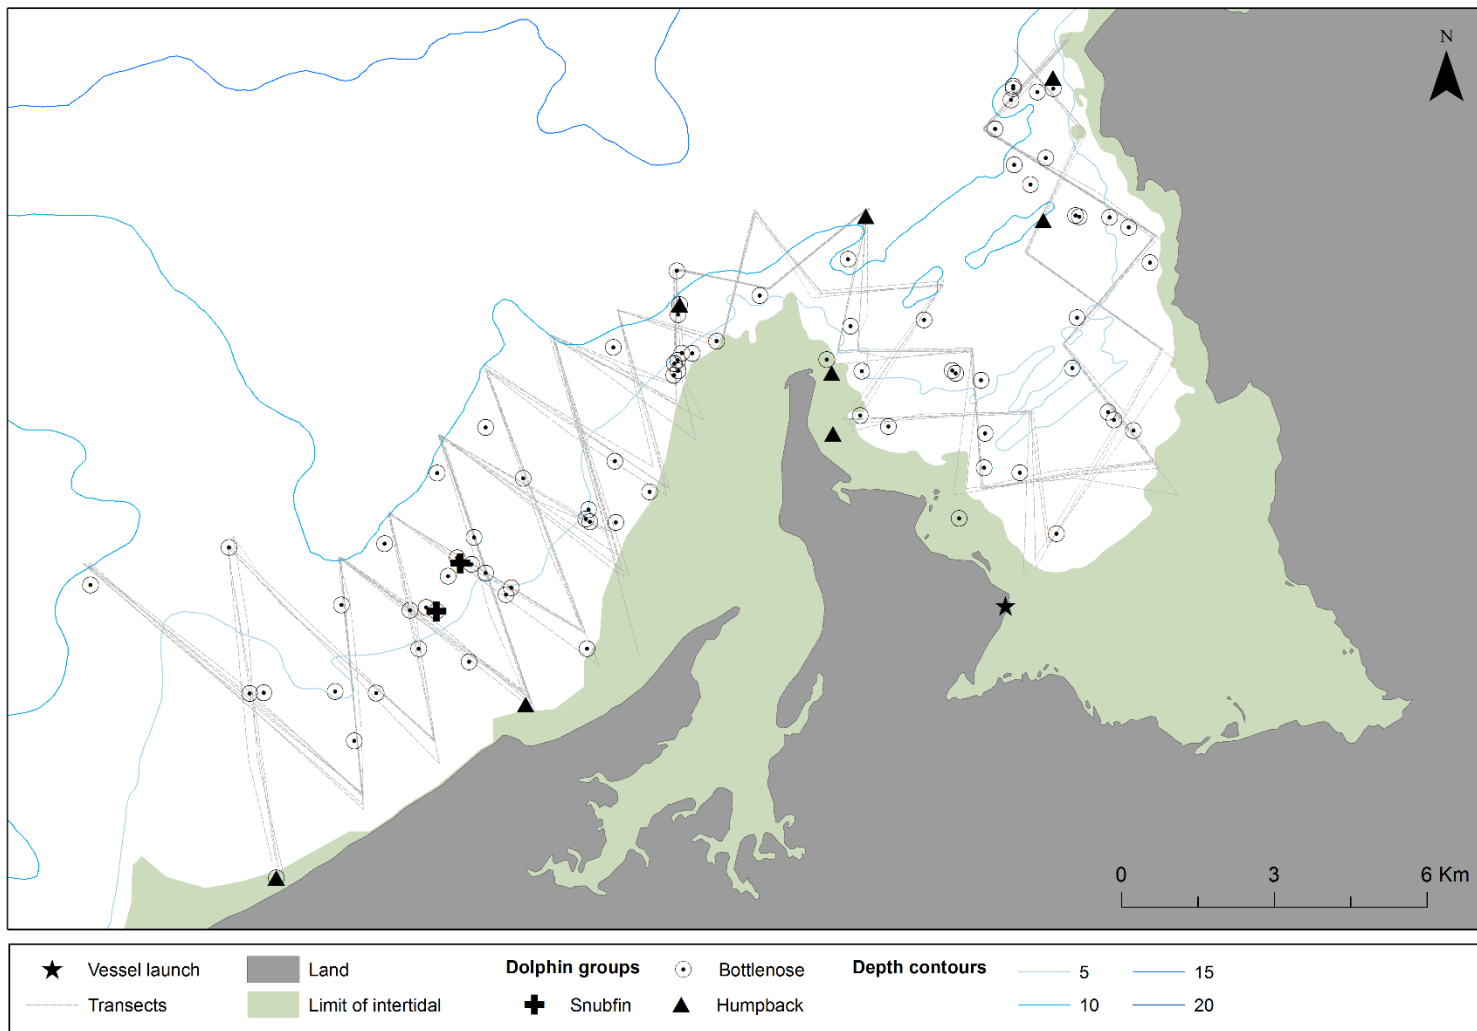 N
0 3 6 Km
Vessel launch Land Dolphin groups Bottlenose Depth contours 5 15
Transects Limit of intertidal Snubfin Humpback 10 20